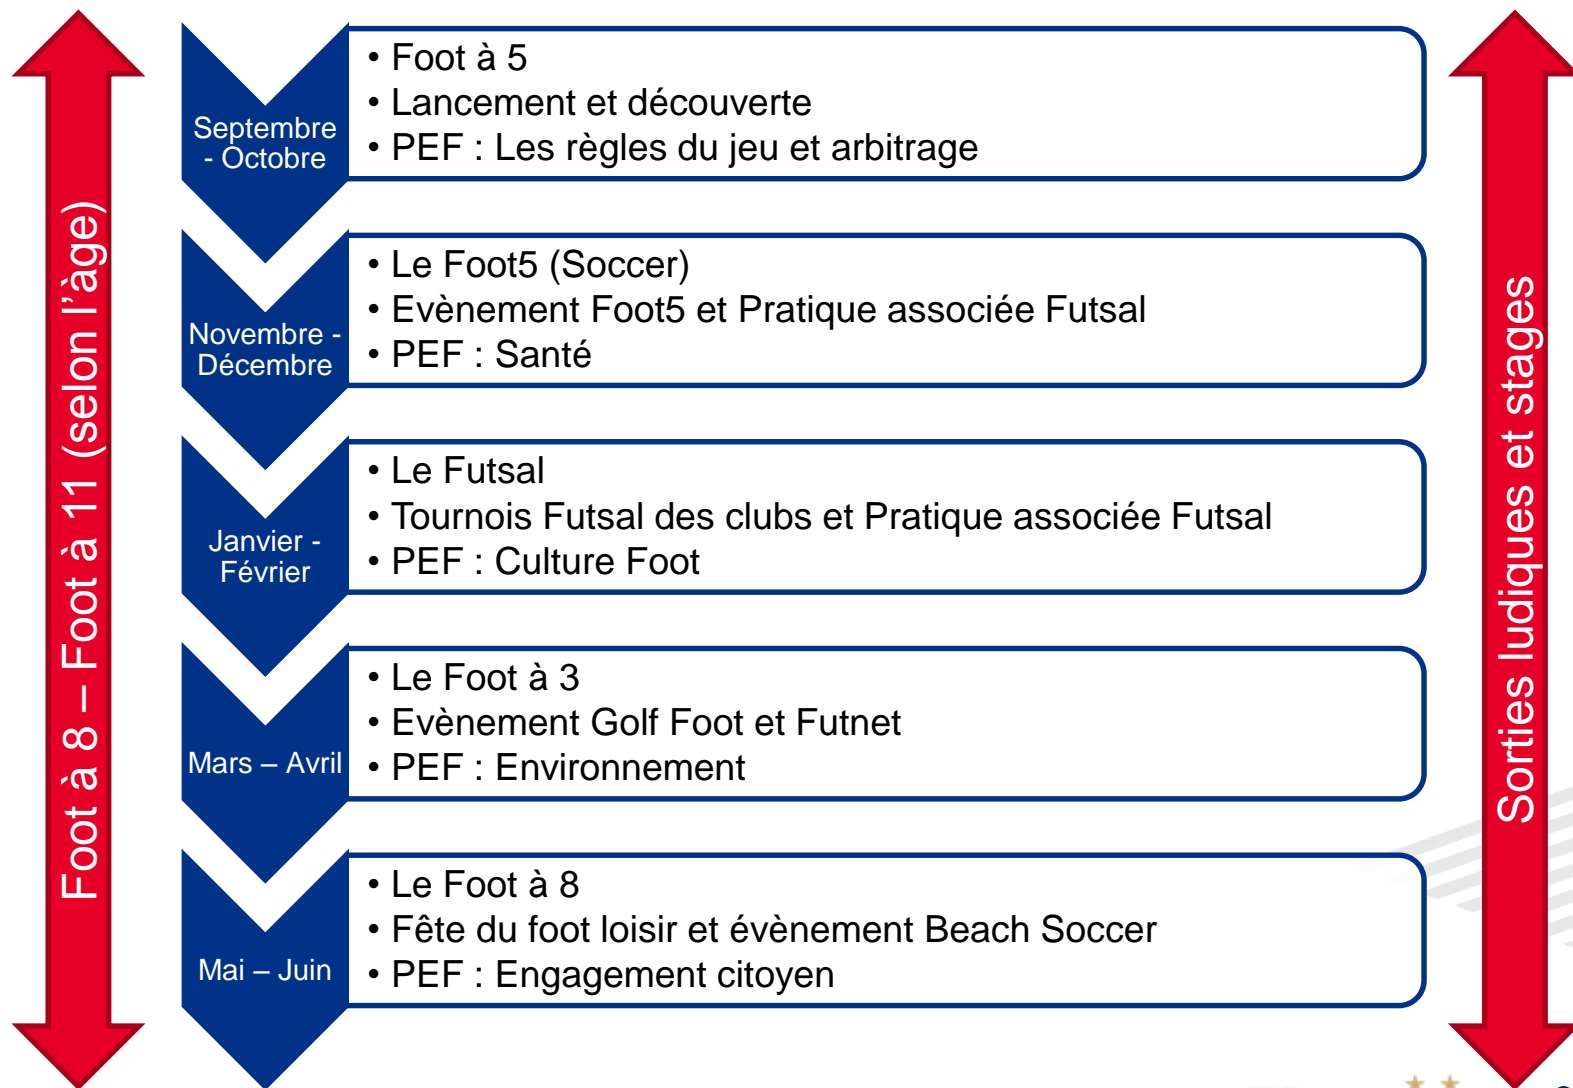 Foot à 8 – Foot à 11 (selon l'àge)
Septembre
- Octobre
• Foot à 5
• Lancement et découverte
• PEF : Les règles du jeu et arbitrage
Novembre -
Décembre
• Le Foot5 (Soccer)
• Evènement Foot5 et Pratique associée Futsal
• PEF : Santé
Janvier -
Février
• Le Futsal
• Tournois Futsal des clubs et Pratique associée Futsal
• PEF : Culture Foot
Mars – Avril
• Le Foot à 3
• Evènement Golf Foot et Futnet
• PEF : Environnement
Mai – Juin
• Le Foot à 8
• Fête du foot loisir et évènement Beach Soccer
• PEF : Engagement citoyen
Sorties ludiques et stages